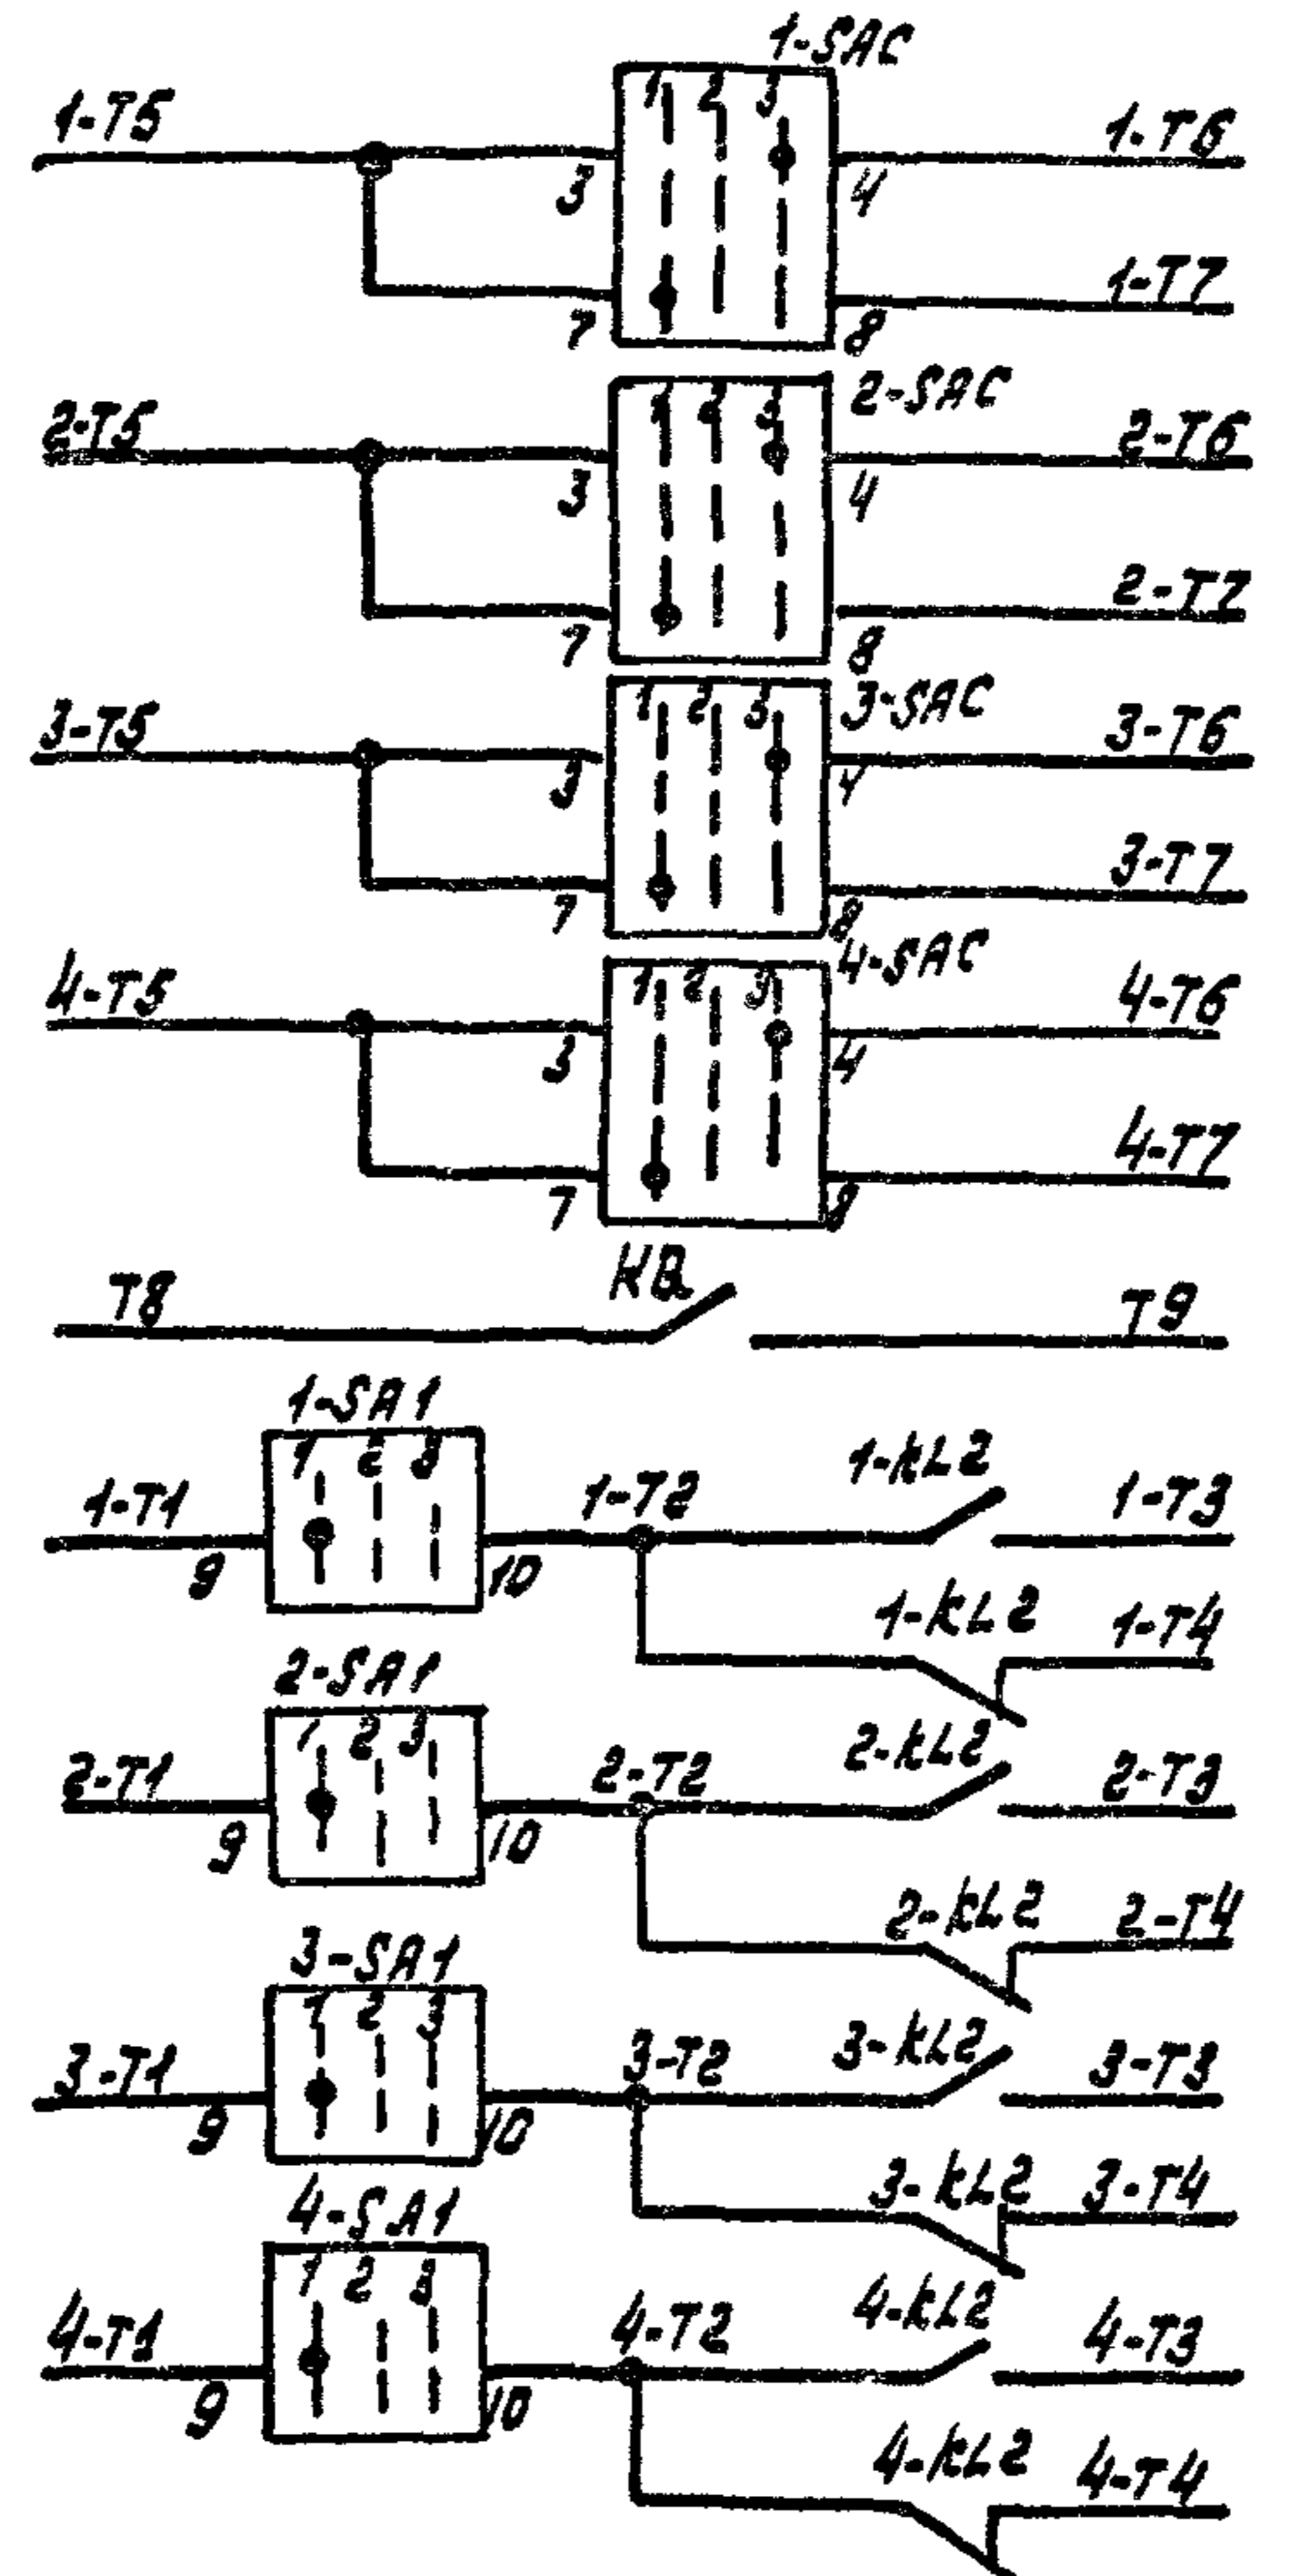 1-SAC
1 2 3
1-T5 1-T6
3 4
1-T7
7 8
2-SAC
1 2 3
2-T5 2-T6
3 4
2-T7
7 8
3-SAC
1 2 3
3-T5 3-T6
3 4
3-T7
7 8
4-SAC
1 2 3
4-T5 4-T6
3 4
4-T7
7 8
T8 T9
1-SA1
1 2 3
1-T1 1-T2 1-KL2 1-T3
9 10
1-KL2 1-T4
2-SA1
1 2 3
2-T1 2-T2 2-KL2 2-T3
9 10
2-KL2 2-T4
3-SA1
1 2 3
3-T1 3-T2 3-KL2 3-T3
9 10
3-KL2 3-T4
4-SA1
1 2 3
4-T1 4-T2 4-KL2 4-T3
9 10
4-KL2 4-T4